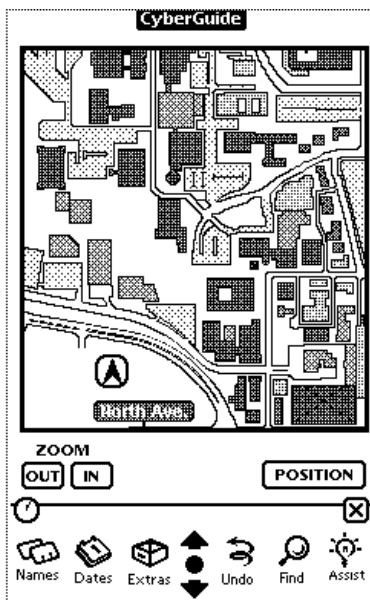 CyberGuide
North Ave.
ZOOM
OUT IN POSITION
Names Dates Extras Undo Find Assist